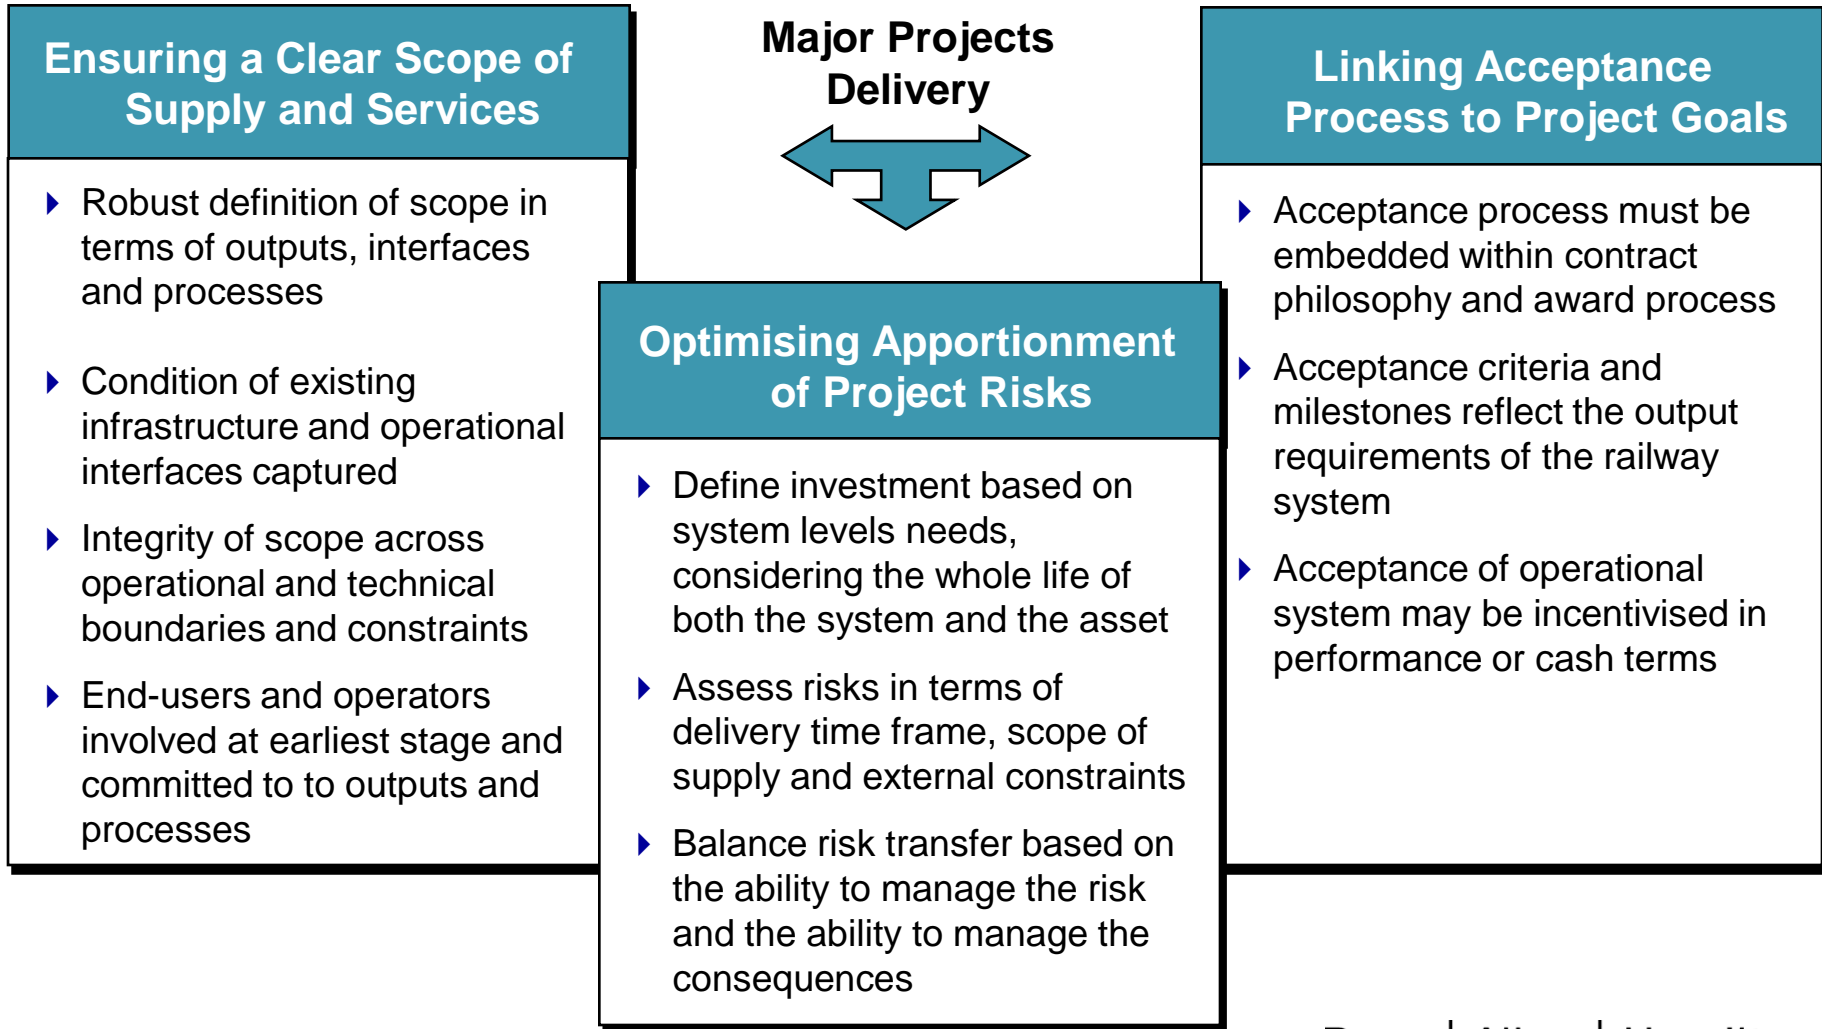 Major Projects
Delivery
Ensuring a Clear Scope of
Supply and Services
Robust definition of scope in
terms of outputs, interfaces
and processes
Condition of existing
infrastructure and operational
interfaces captured
Integrity of scope across
operational and technical
boundaries and constraints
End-users and operators
involved at earliest stage and
committed to to outputs and
processes
Optimising Apportionment
of Project Risks
Define investment based on
system levels needs,
considering the whole life of
both the system and the asset
Assess risks in terms of
delivery time frame, scope of
supply and external constraints
Balance risk transfer based on
the ability to manage the risk
and the ability to manage the
consequences
Linking Acceptance
Process to Project Goals
Acceptance process must be
embedded within contract
philosophy and award process
Acceptance criteria and
milestones reflect the output
requirements of the railway
system
Acceptance of operational
system may be incentivised in
performance or cash terms